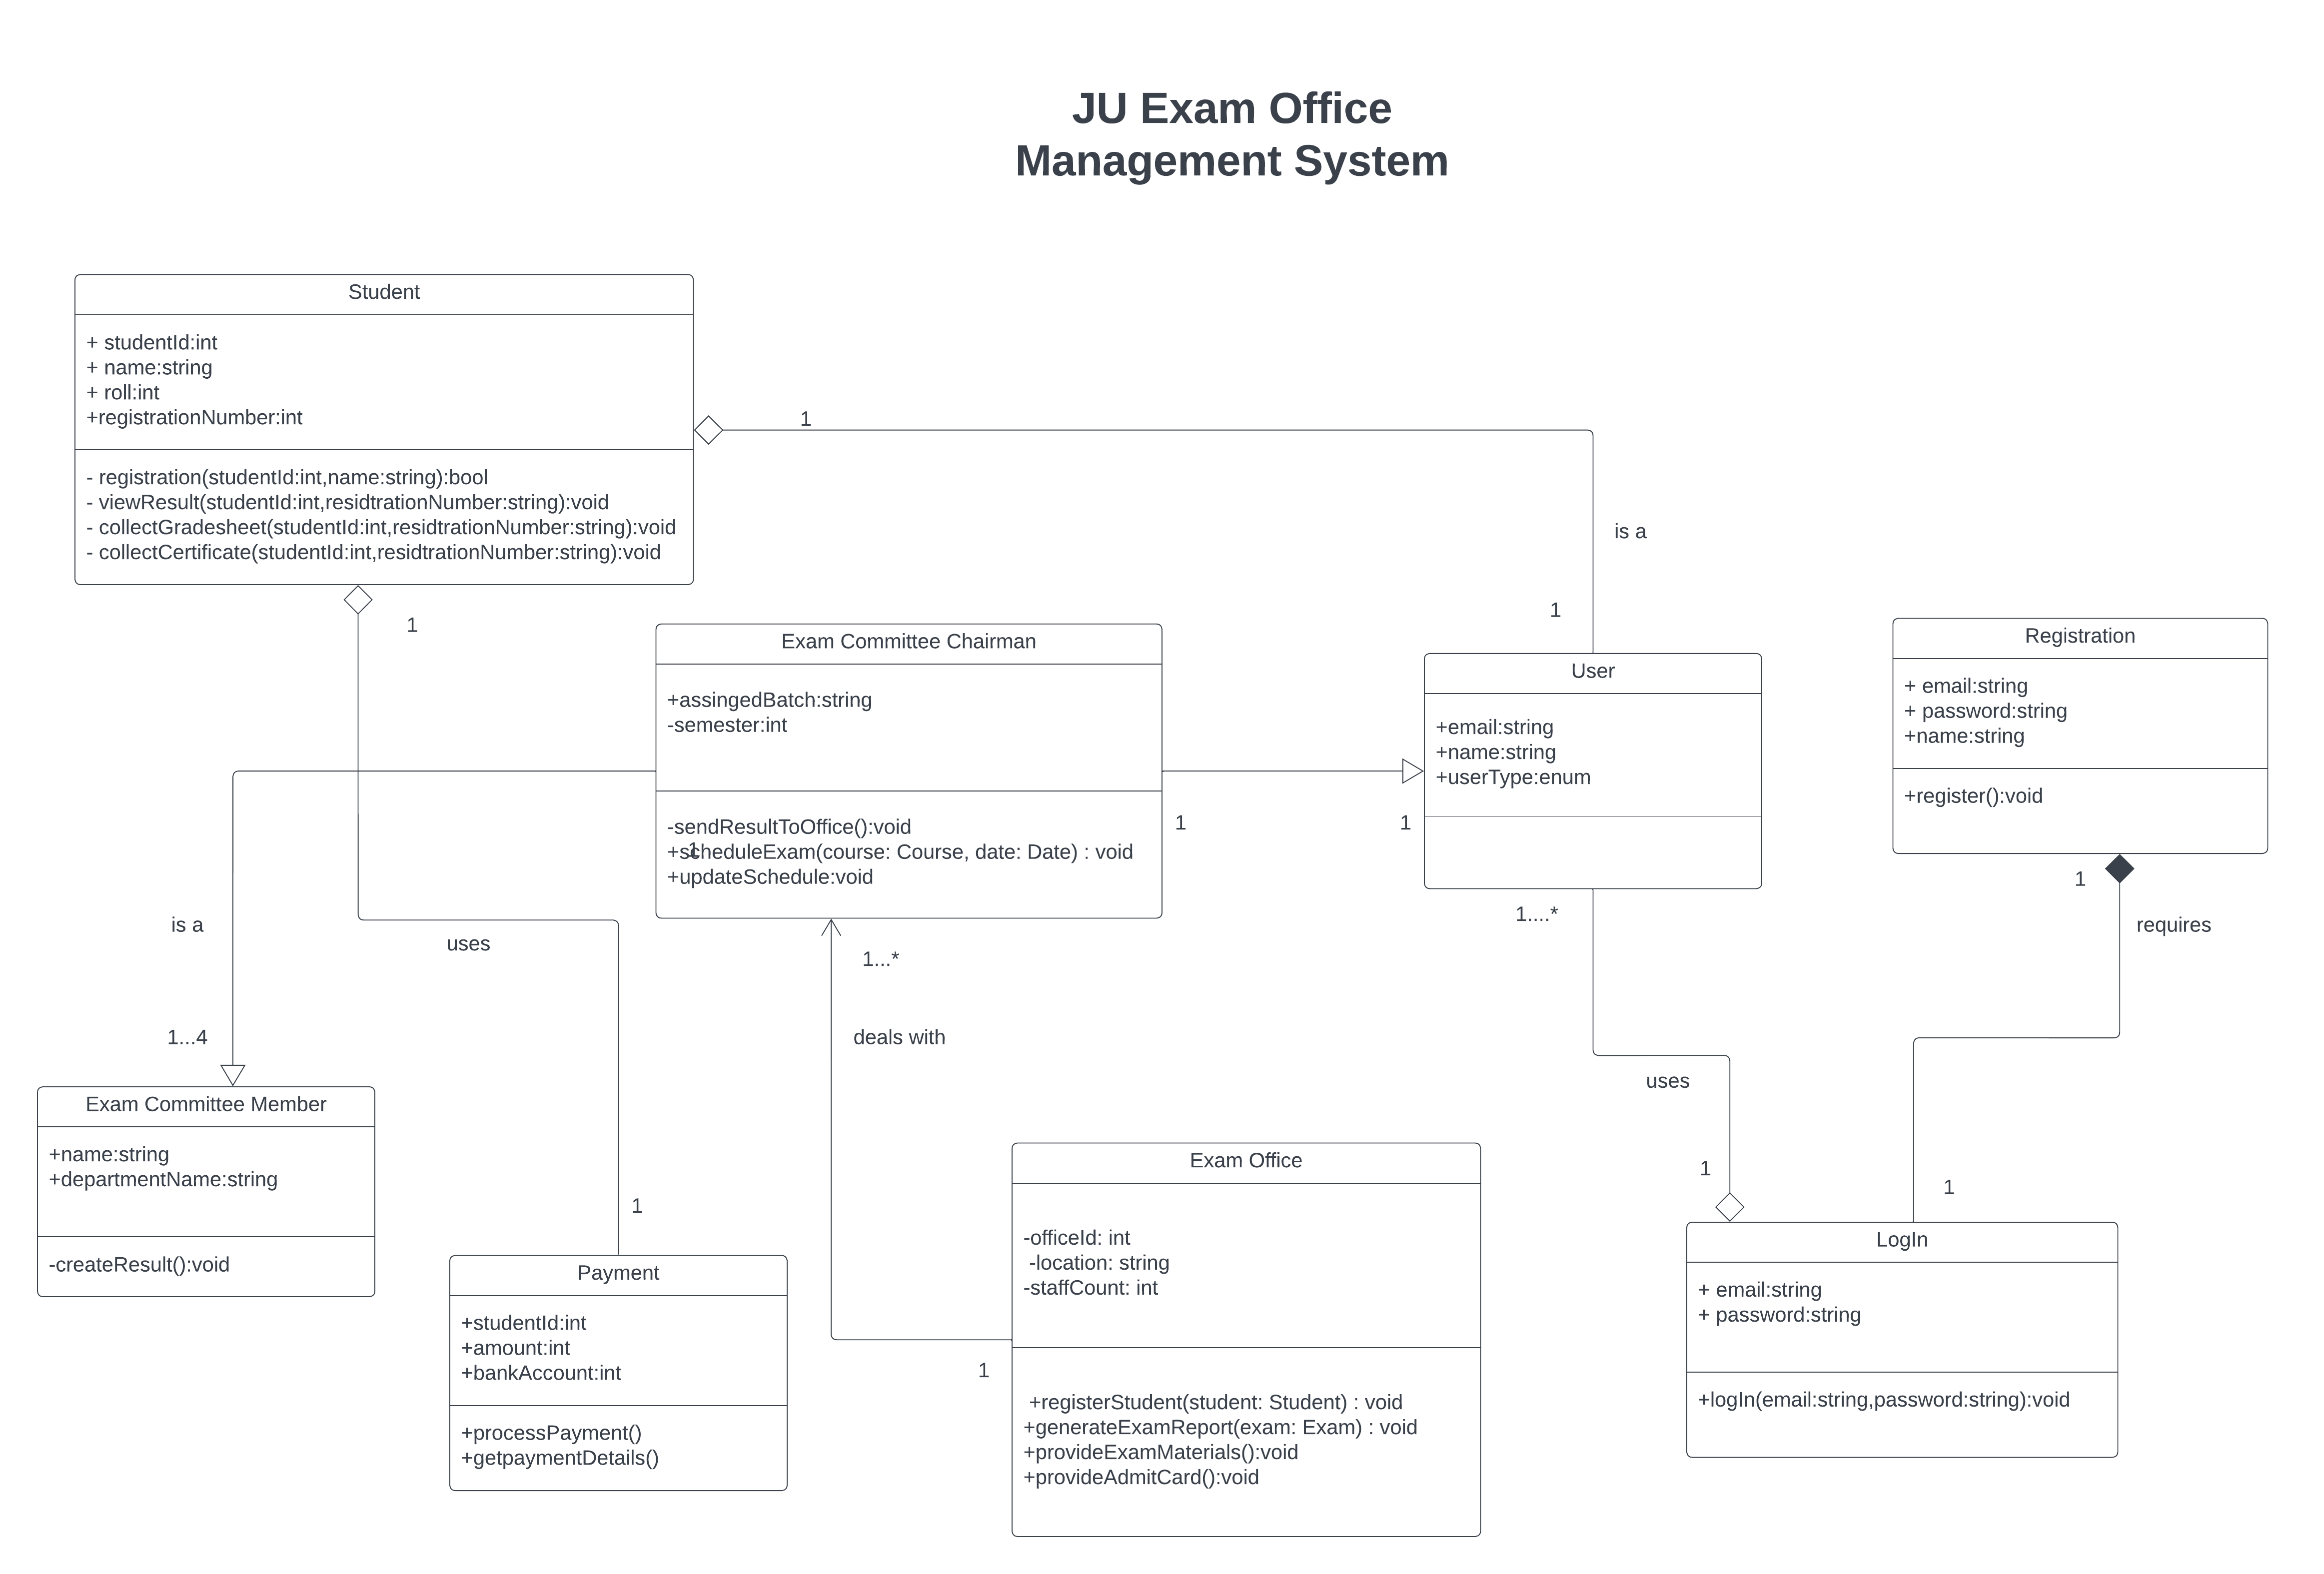 JU Exam Office
Management System
Student
+ studentId:int
+ name:string
+ roll:int
+registrationNumber:int
- registration(studentId:int,name:string):bool
- viewResult(studentId:int,residtrationNumber:string):void
- collectGradesheet(studentId:int,residtrationNumber:string):void
- collectCertificate(studentId:int,residtrationNumber:string):void
1
is a
1
1
Exam Committee Chairman
+assingedBatch:string
-semester:int
-sendResultToOffice():void
+scheduleExam(course: Course, date: Date) : void
+updateSchedule:void
1
1
1
User
+email:string
+name:string
+userType:enum
Registration
+ email:string
+ password:string
+name:string
+register():void
1
requires
1....*
uses
1
1
is a
1...4
uses
1
1...*
deals with
1
Exam Committee Member
+name:string
+departmentName:string
-createResult():void
Payment
+studentId:int
+amount:int
+bankAccount:int
+processPayment()
+getpaymentDetails()
Exam Office
-officeId: int
-location: string
-staffCount: int
+registerStudent(student: Student) : void
+generateExamReport(exam: Exam) : void
+provideExamMaterials():void
+provideAdmitCard():void
LogIn
+ email:string
+ password:string
+logIn(email:string,password:string):void